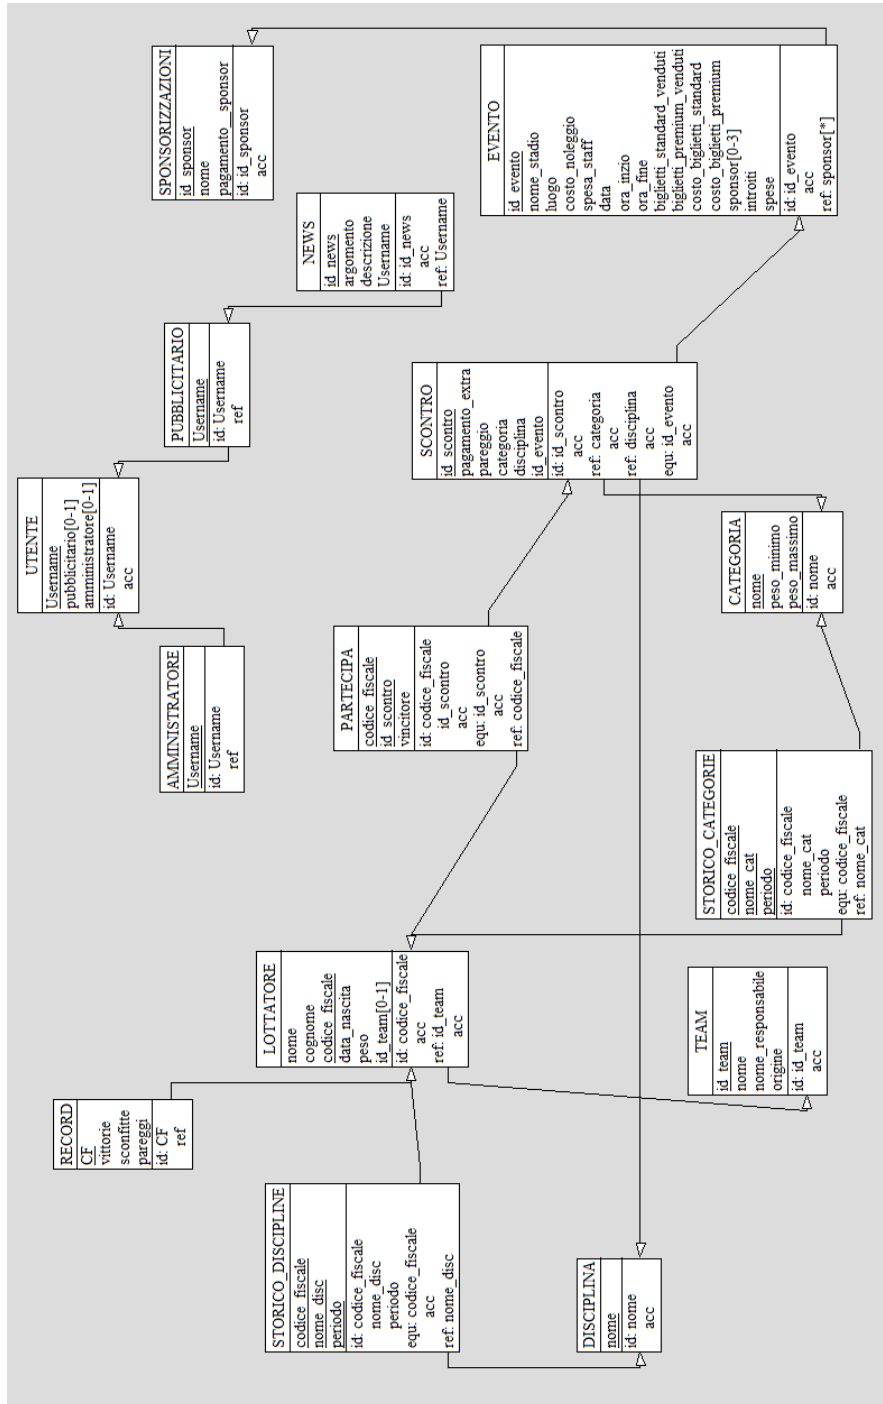 UTENTE
Username
pubblicitario[0-1]
amministratore[0-1]
id: Username
acc
RECORD
CF
vittorie
sconfitte
pareggi
id: CF
ref
AMMINISTRATORE
Username
id: Username
ref
PUBBLICITARIO
Username
id: Username
ref
SPONSORIZZAZIONI
id_sponsor
nome
pagamento__sponsor
id: id_sponsor
acc
STORICO_DISCIPLINE
codice_fiscale
nome_disc
periodo
id: codice_fiscale
nome_disc
periodo
equ: codice_fiscale
acc
ref: nome_disc
LOTTATORE
nome
cognome
codice_fiscale
data_nascita
peso
id_team[0-1]
id: codice_fiscale
acc
ref: id_team
acc
PARTECIPA
codice_fiscale
id_scontro
vincitore
id: codice_fiscale
id_scontro
acc
equ: id_scontro
acc
ref: codice_fiscale
NEWS
id_news
argomento
descrizione
Username
id: id_news
acc
ref: Username
SCONTRO
id_scontro
pagamento_extra
pareggio
categoria
disciplina
id_evento
id: id_scontro
acc
ref: categoria
acc
ref: disciplina
acc
equ: id_evento
acc
EVENTO
id_evento
nome_stadio
luogo
costo_noleggio
spesa_staff
data
ora_inzio
ora_fine
biglietti_standard_venduti
biglietti_premium_venduti
costo_biglietti_standard
costo_biglietti_premium
sponsor[0-3]
introiti
spese
id: id_evento
acc
ref: sponsor[*]
DISCIPLINA
nome
id: nome
acc
TEAM
id_team
nome
nome_responsabile
origine
id: id_team
acc
STORICO_CATEGORIE
codice_fiscale
nome_cat
periodo
id: codice_fiscale
nome_cat
periodo
equ: codice_fiscale
ref: nome_cat
CATEGORIA
nome
peso_minimo
peso_massimo
id: nome
acc